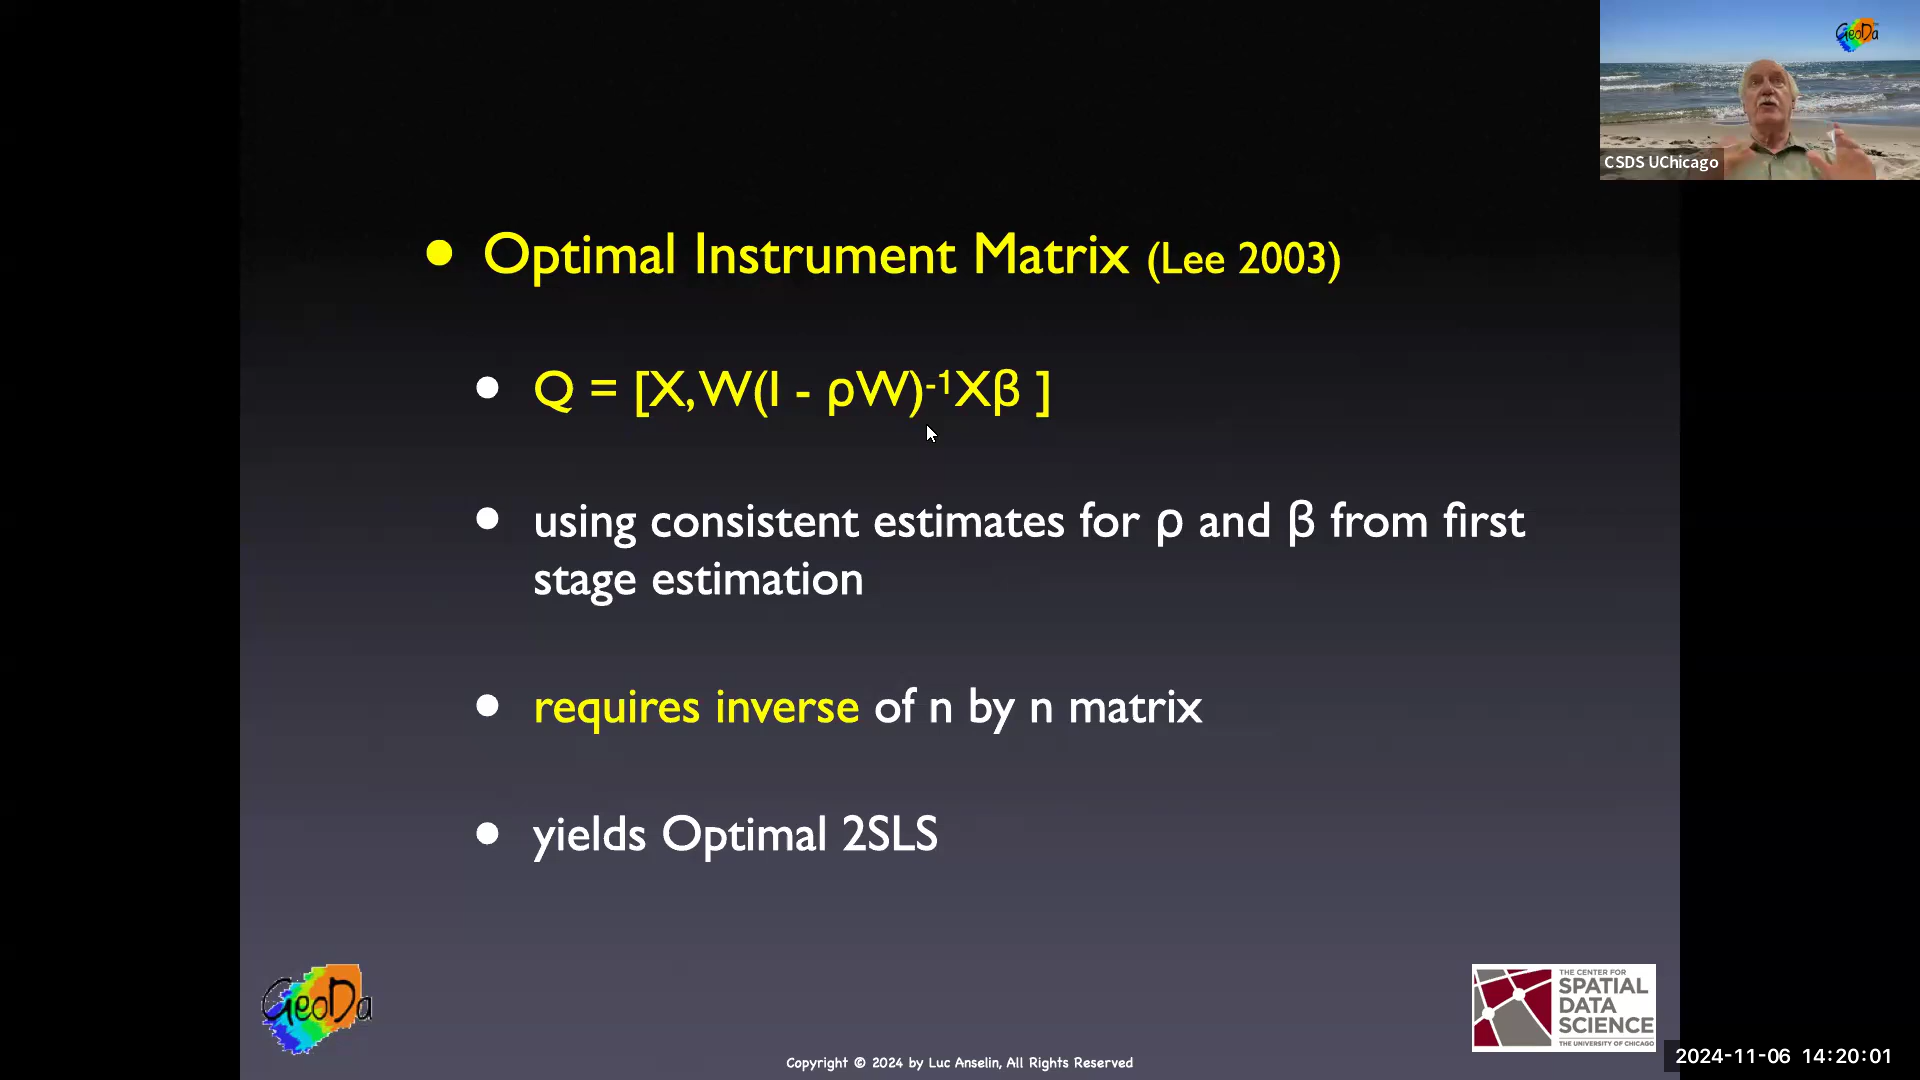 GeoDa
CSDS UChicago
• Optimal Instrument Matrix (Lee 2003)
• Q = [X, W(I - ρW)⁻¹Xβ ]
• using consistent estimates for ρ and β from first
stage estimation
• requires inverse of n by n matrix
• yields Optimal 2SLS
GeoDa
THE CENTER FOR
SPATIAL
DATA
SCIENCE
THE UNIVERSITY OF CHICAGO
Copyright © 2024 by Luc Anselin, All Rights Reserved
2024-11-06 14:20:01